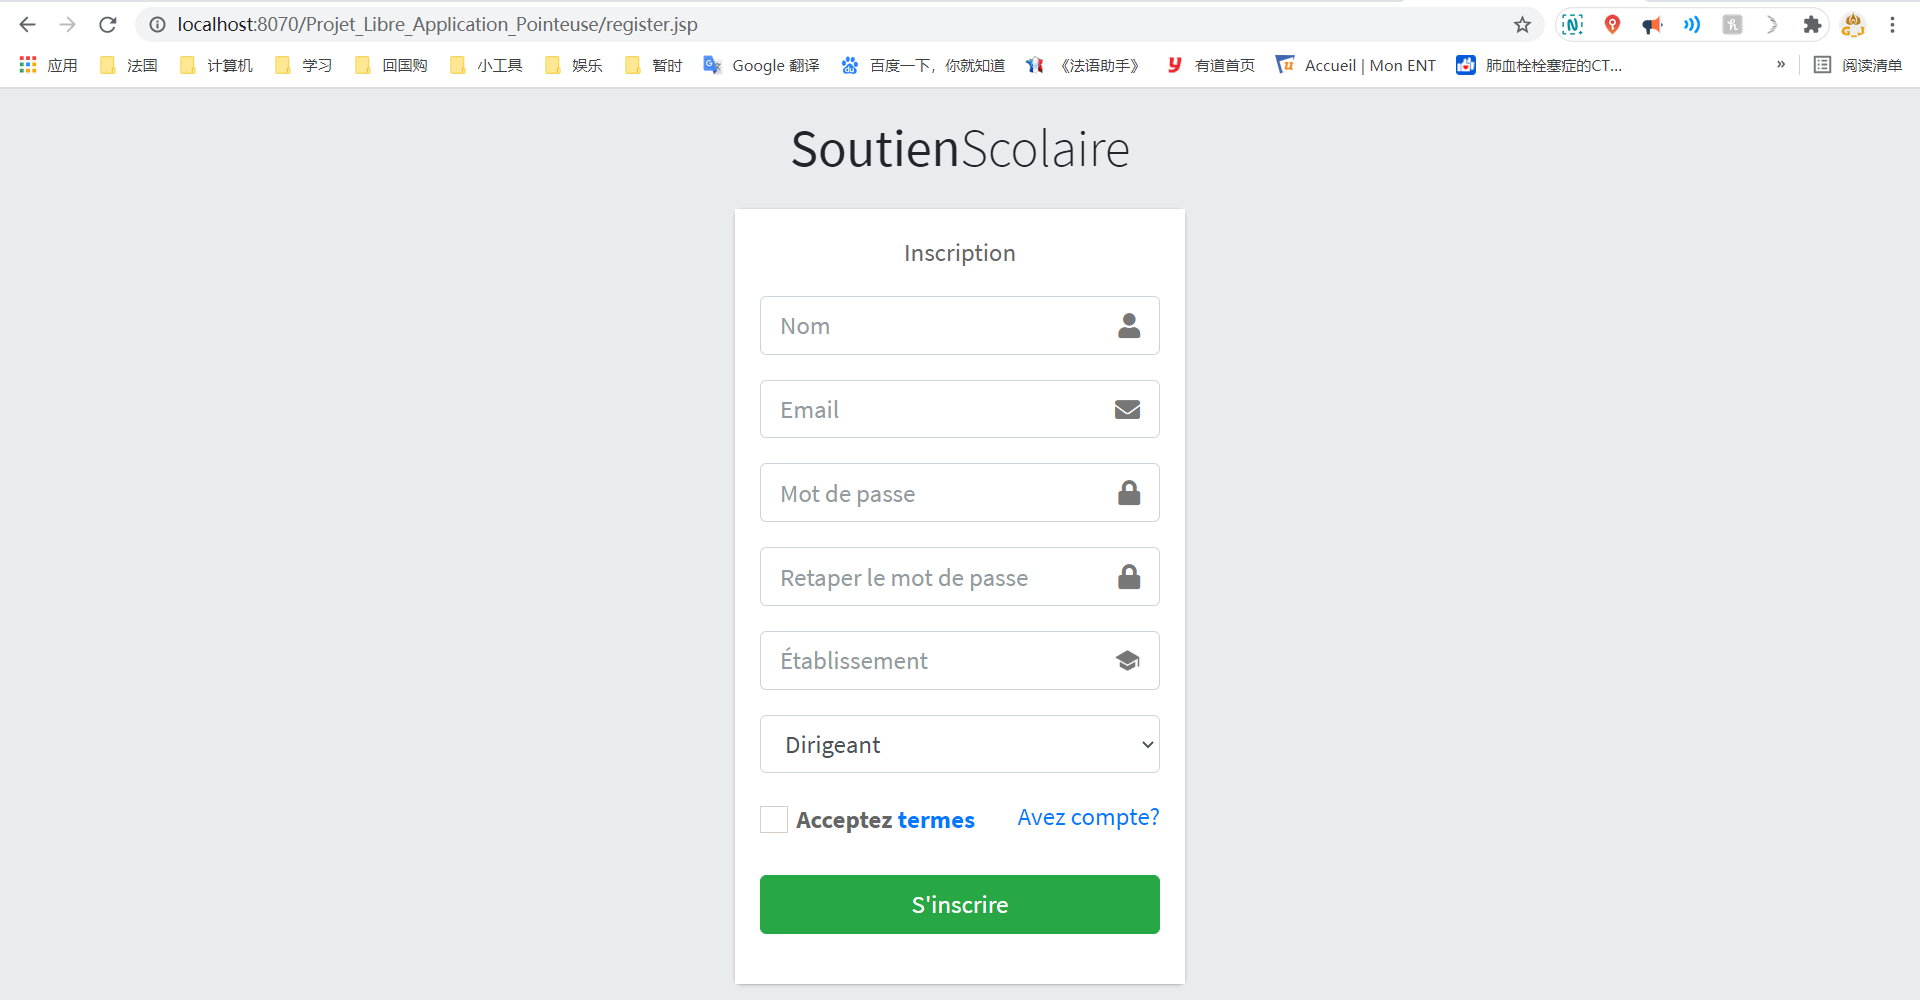 localhost:8070/Projet_Libre_Application_Pointeuse/register.jsp
应用 法国 计算机 学习 回国购 小工具 娱乐 暂时 Google 翻译 百度一下，你就知道 《法语助手》 有道首页 Accueil | Mon ENT 肺血栓栓塞症的CT... » 阅读清单
SoutienScolaire
Inscription
Nom
Email
Mot de passe
Retaper le mot de passe
Établissement
Dirigeant
Acceptez termes Avez compte?
S'inscrire